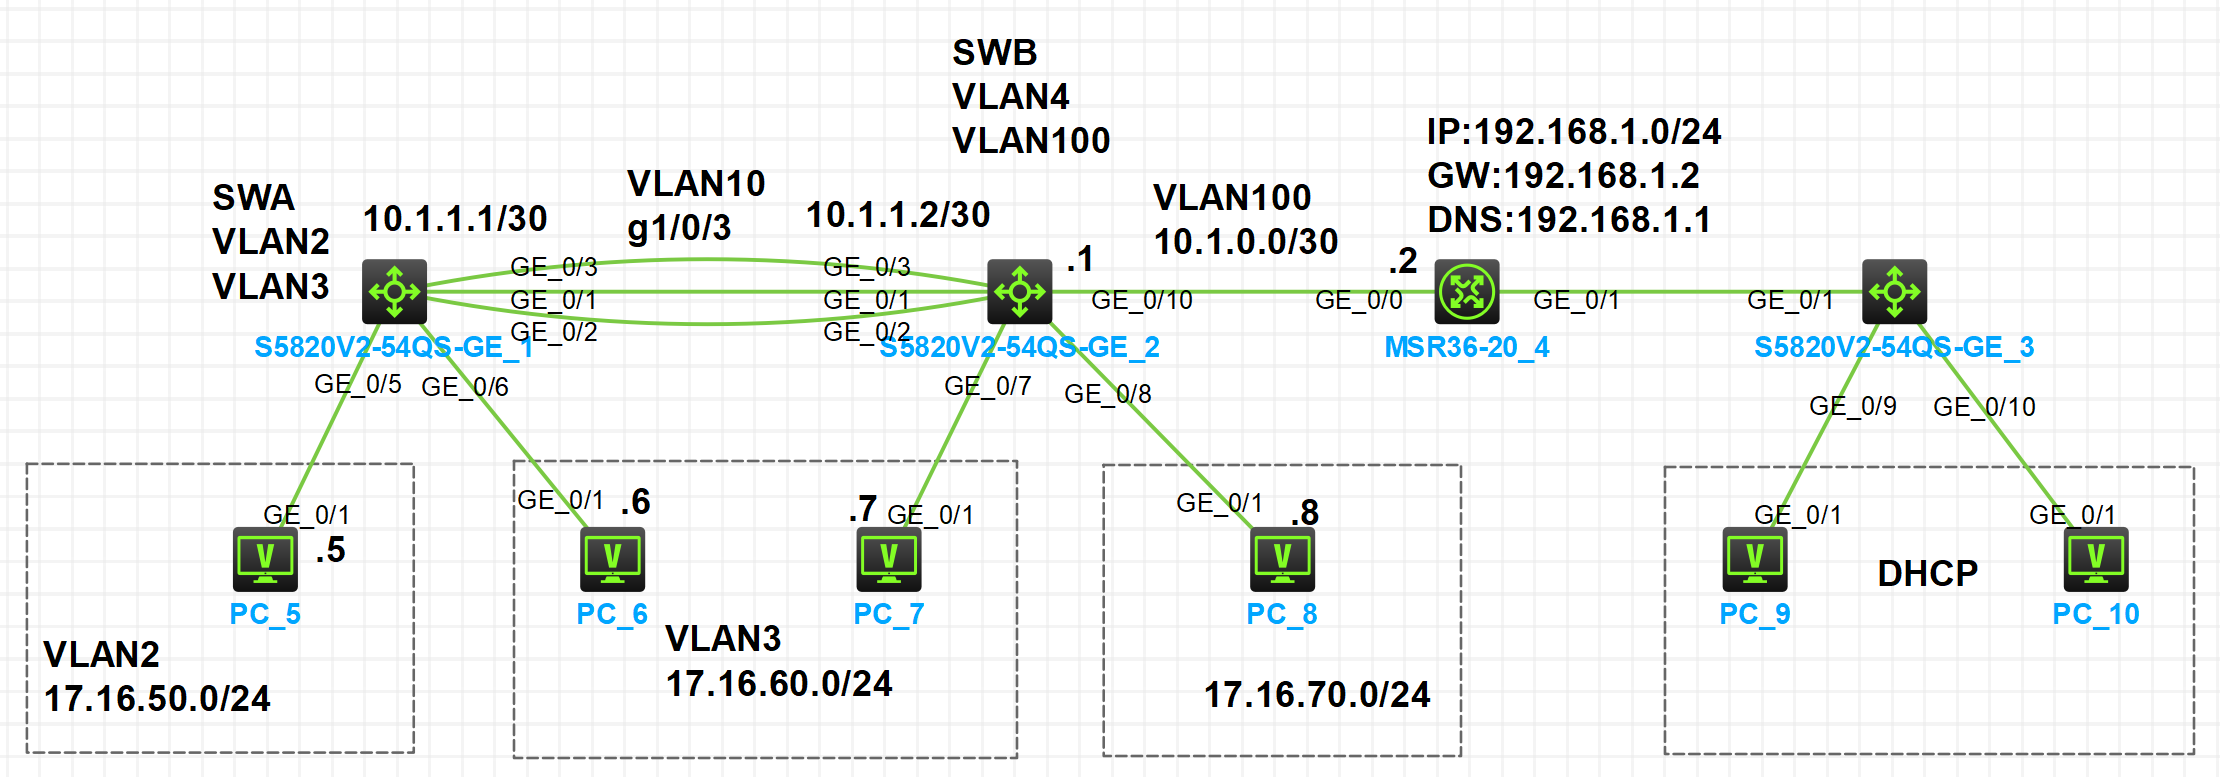 SWB
VLAN4
VLAN100
IP:192.168.1.0/24
GW:192.168.1.2
DNS:192.168.1.1
SWA
VLAN2
VLAN3
10.1.1.1/30
VLAN10
g1/0/3
10.1.1.2/30
VLAN100
10.1.0.0/30
.1
.2
GE_0/3
GE_0/3
GE_0/1
GE_0/1
GE_0/10
GE_0/0
GE_0/1
GE_0/1
GE_0/2
GE_0/2
S5820V2-54QS-GE_1
S5820V2-54QS-GE_2
MSR36-20_4
S5820V2-54QS-GE_3
GE_0/5
GE_0/6
GE_0/7
GE_0/8
GE_0/9
GE_0/10
GE_0/1
.5
GE_0/1
.6
.7
GE_0/1
GE_0/1
.8
GE_0/1
GE_0/1
DHCP
PC_5
PC_6
PC_7
PC_8
PC_9
PC_10
VLAN2
17.16.50.0/24
VLAN3
17.16.60.0/24
17.16.70.0/24